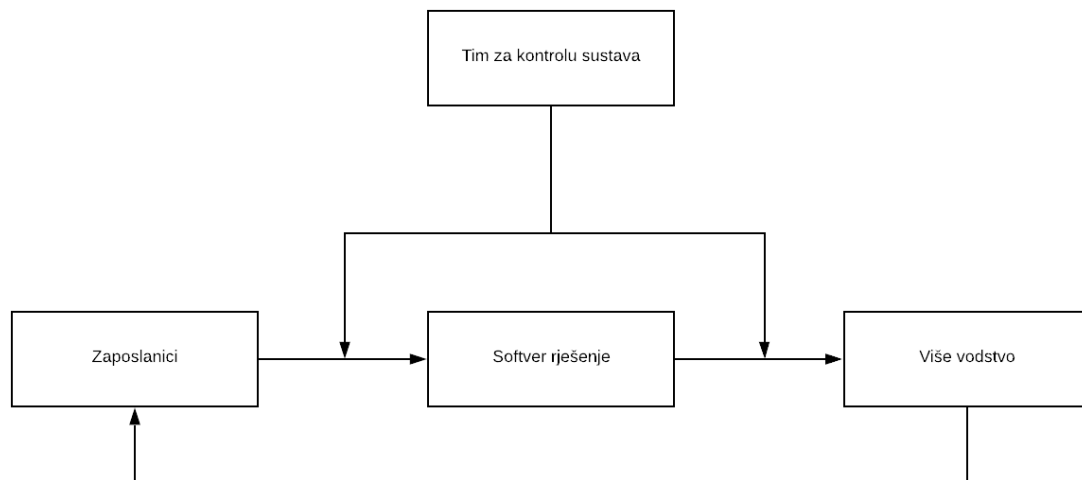 Tim za kontrolu sustava
Zaposlanici
Softver rješenje
Više vodstvo